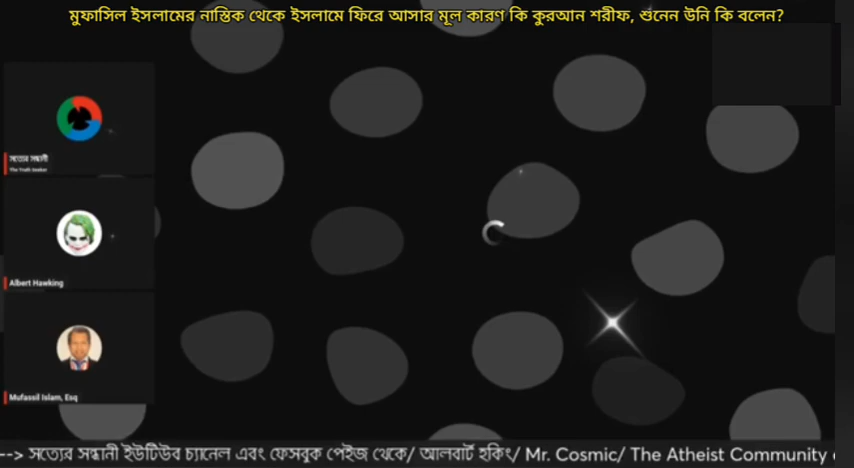 মুফাসিল ইসলামের নাস্তিক থেকে ইসলামে ফিরে আসার মূল কারণ কি কুরআন শরীফ, শুনেন উনি কি বলেন?
সত্যের সন্ধানী
The Truth Seeker
Albert Hawking
Mufassil Islam, Esq
--> সত্যের সন্ধানী ইউটিউব চ্যানেল এবং ফেসবুক পেইজ থেকে/ আলবার্ট হকিং/ Mr. Cosmic/ The Atheist Community